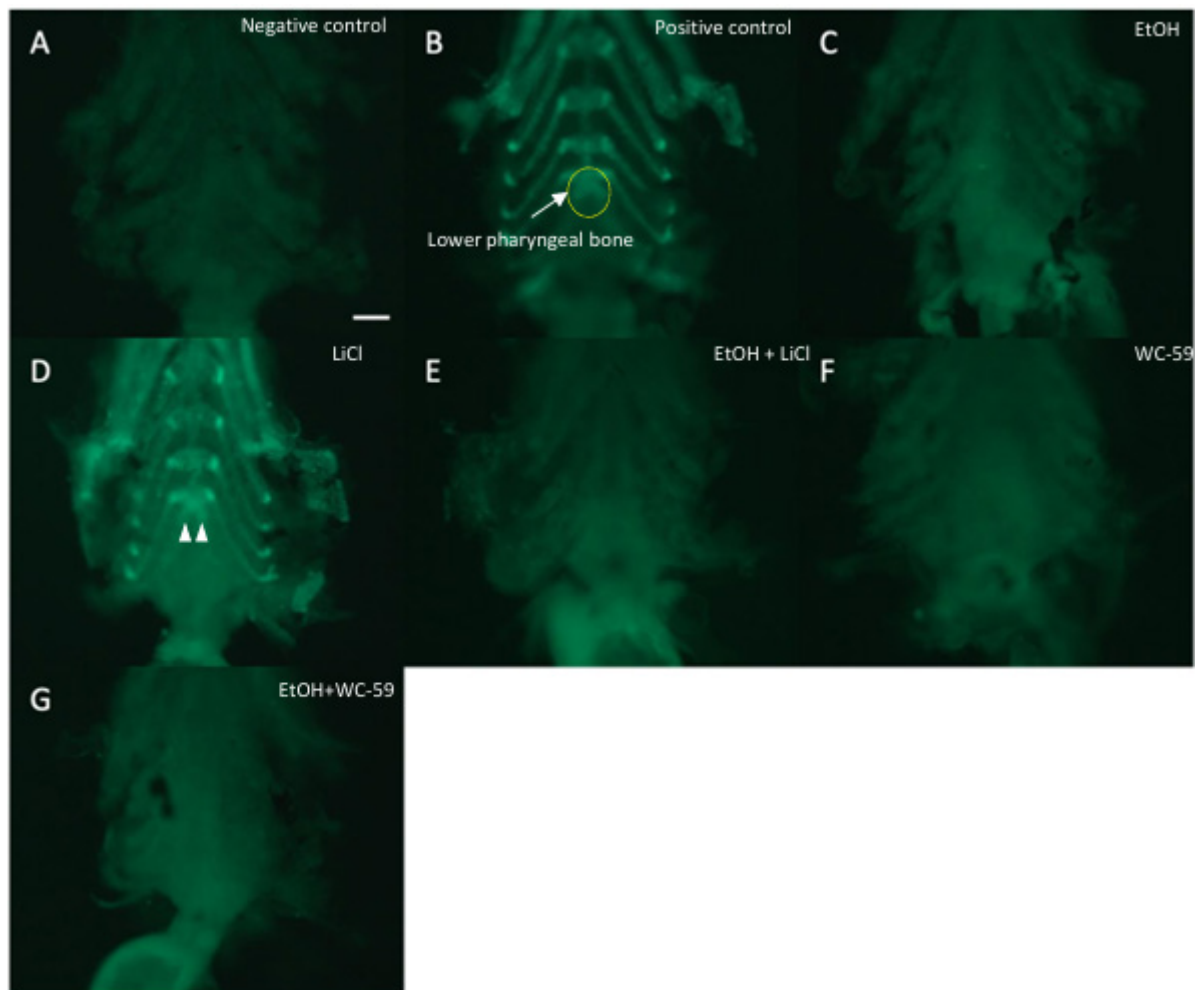 A
Negative control
B
Positive control
Lower pharyngeal bone
C
EtOH
D
LiCl
E
EtOH + LiCl
F
WC-59
G
EtOH+WC-59